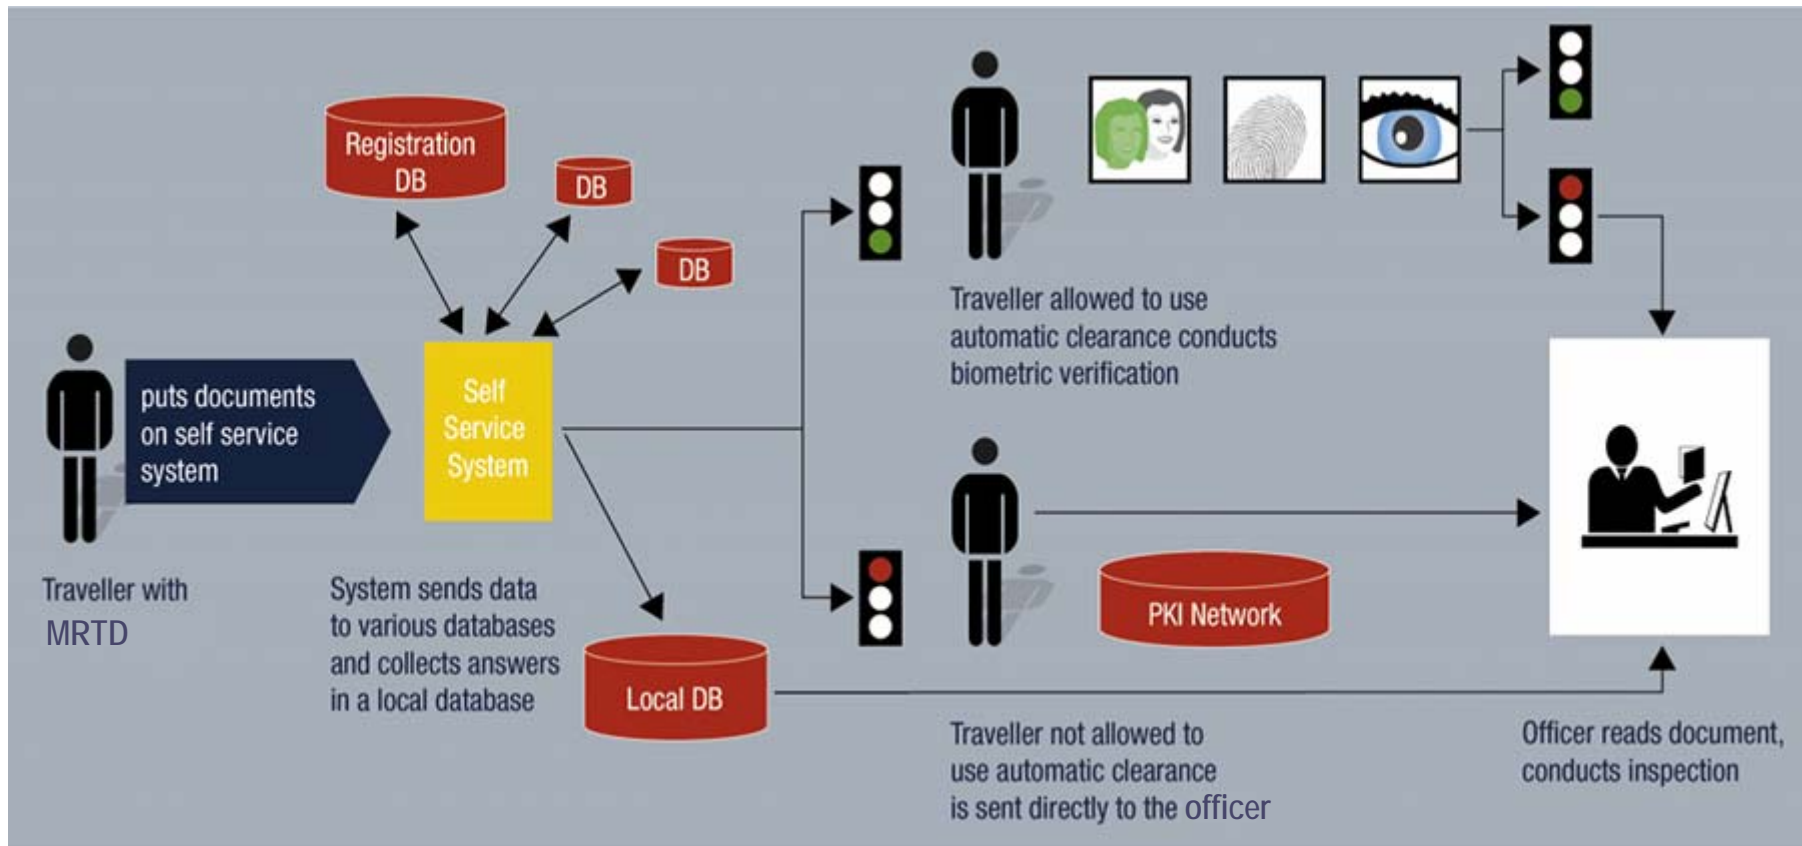 Registration
DB
DB
DB
puts documents
on self service
system
Self
Service
System
Traveller with
MRTD
System sends data
to various databases
and collects answers
in a local database
Local DB
Traveller allowed to use
automatic clearance conducts
biometric verification
PKI Network
Traveller not allowed to
use automatic clearance
is sent directly to the officer
Officer reads document,
conducts inspection